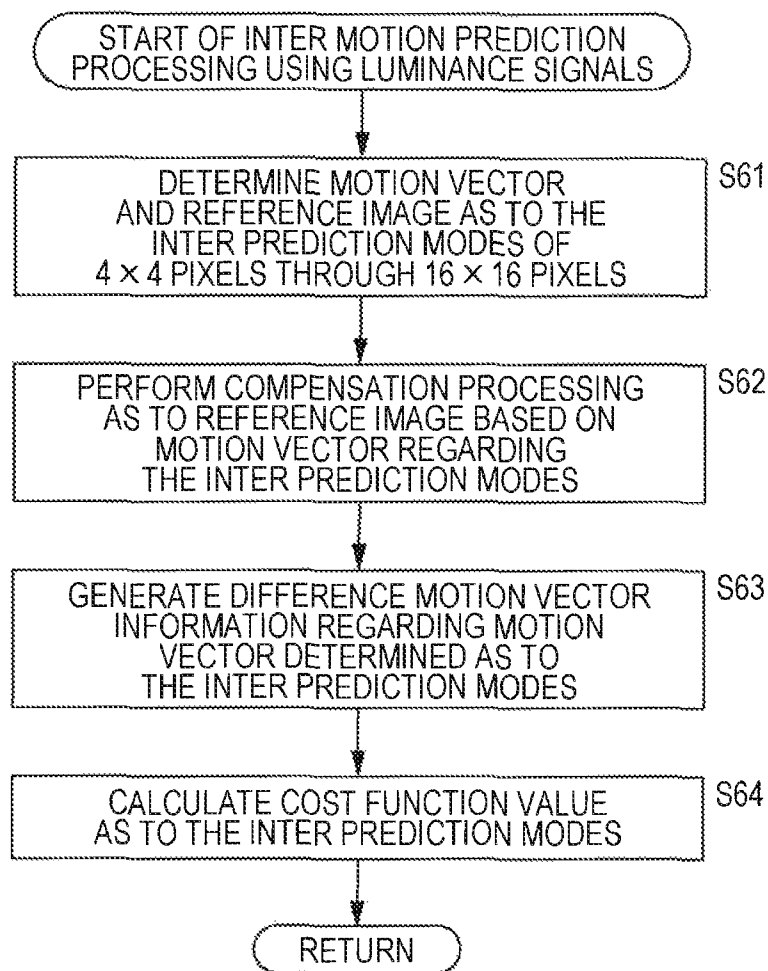 START OF INTER MOTION PREDICTION
PROCESSING USING LUMINANCE SIGNALS
S61
DETERMINE MOTION VECTOR
AND REFERENCE IMAGE AS TO THE
INTER PREDICTION MODES OF
4 × 4 PIXELS THROUGH 16 × 16 PIXELS
S62
PERFORM COMPENSATION PROCESSING
AS TO REFERENCE IMAGE BASED ON
MOTION VECTOR REGARDING
THE INTER PREDICTION MODES
S63
GENERATE DIFFERENCE MOTION VECTOR
INFORMATION REGARDING MOTION
VECTOR DETERMINED AS TO
THE INTER PREDICTION MODES
S64
CALCULATE COST FUNCTION VALUE
AS TO THE INTER PREDICTION MODES
RETURN